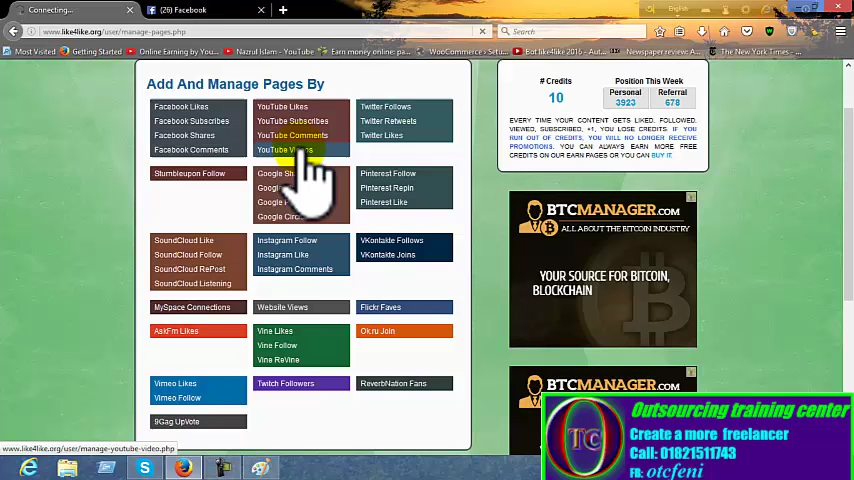 Connecting...
(26) Facebook
English
www.like4like.org/user/manage-pages.php
Search
Most Visited
Getting Started
Online Earning by You...
Nazrul Islam - YouTube
Earn money online: pa...
WooCommerce › Setup...
Bot like4like 2016 - Aut...
Newspaper review: A...
The New York Times -...
Add And Manage Pages By
Facebook Likes
Facebook Subscribes
Facebook Shares
Facebook Comments
YouTube Likes
YouTube Subscribes
YouTube Comments
YouTube
Twitter Follows
Twitter Retweets
Twitter Likes
Stumbleupon Follow
Google
Google
Google
Google
Pinterest Follow
Pinterest Repin
Pinterest Like
SoundCloud Like
SoundCloud Follow
SoundCloud RePost
SoundCloud Listening
Instagram Follow
Instagram Like
Instagram Comments
VKontakte Follows
VKontakte Joins
MySpace Connections
Website Views
Flickr Faves
AskFm Likes
Vine Likes
Vine Follow
Vine ReVine
Ok.ru Join
Vimeo Likes
Vimeo Follow
Twitch Followers
ReverbNation Fans
9Gag UpVote
# Credits
10
Position This Week
Personal
3923
Referral
678
EVERY TIME YOUR CONTENT GETS LIKED, FOLLOWED,
VIEWED, SUBSCRIBED, +1, YOU LOSE CREDITS. IF YOU
RUN OUT OF CREDITS, YOU WILL NO LONGER RECEIVE
PROMOTIONS. YOU CAN ALWAYS EARN MORE FREE
CREDITS ON OUR EARN PAGES OR YOU CAN BUY IT.
BTCMANAGER.COM
ALL ABOUT THE BITCOIN INDUSTRY
YOUR SOURCE FOR BITCOIN,
BLOCKCHAIN
BTCMANAGER.COM
www.like4like.org/user/manage-youtube-video.php
OTC
Outsourcing training center
Create a more freelancer
Call: 01821511743
FB: otcfeni